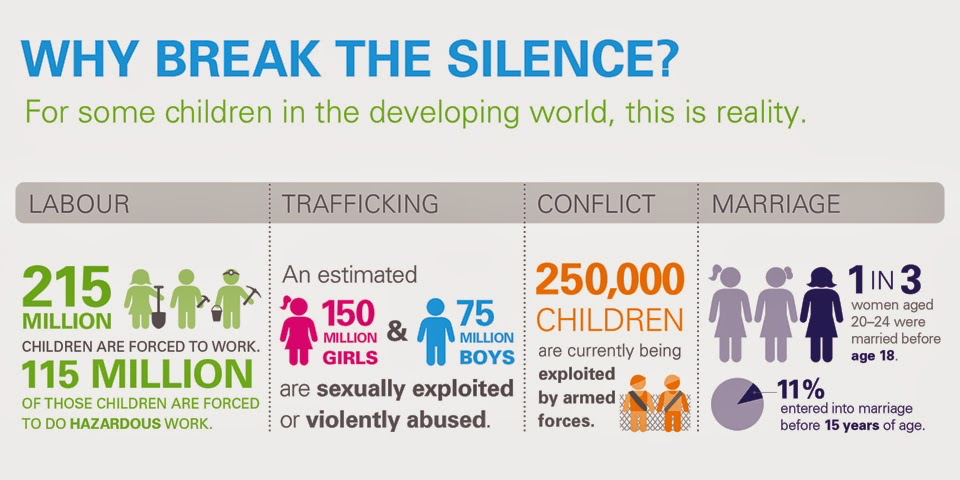 WHY BREAK THE SILENCE?
For some children in the developing world, this is reality.
LABOUR
215
MILLION
CHILDREN ARE FORCED TO WORK.
115 MILLION
OF THOSE CHILDREN ARE FORCED
TO DO HAZARDOUS WORK.
TRAFFICKING
An estimated
150
MILLION
GIRLS
&
75
MILLION
BOYS
are sexually exploited
or violently abused.
CONFLICT
250,000
CHILDREN
are currently being
exploited
by armed
forces.
MARRIAGE
1 IN 3
women aged
20–24 were
married before
age 18.
11%
entered into marriage
before 15 years of age.